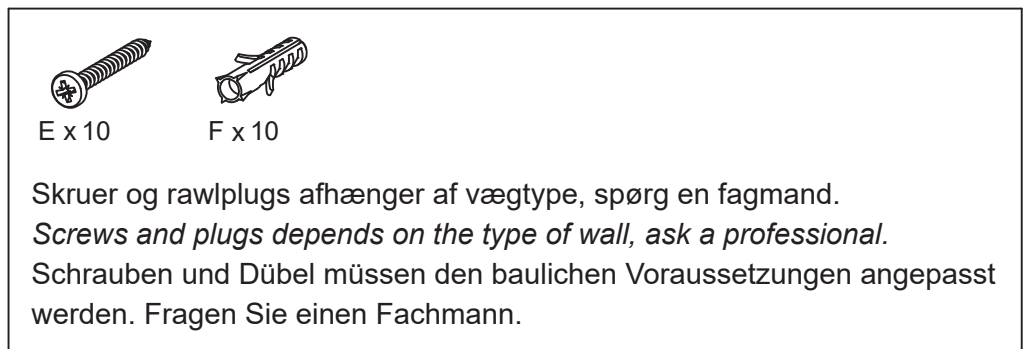 E x 10 F x 10
Skruer og rawlplugs afhænger af vægtype, spørg en fagmand.
Screws and plugs depends on the type of wall, ask a professional.
Schrauben und Dübel müssen den baulichen Voraussetzungen angepasst
werden. Fragen Sie einen Fachmann.